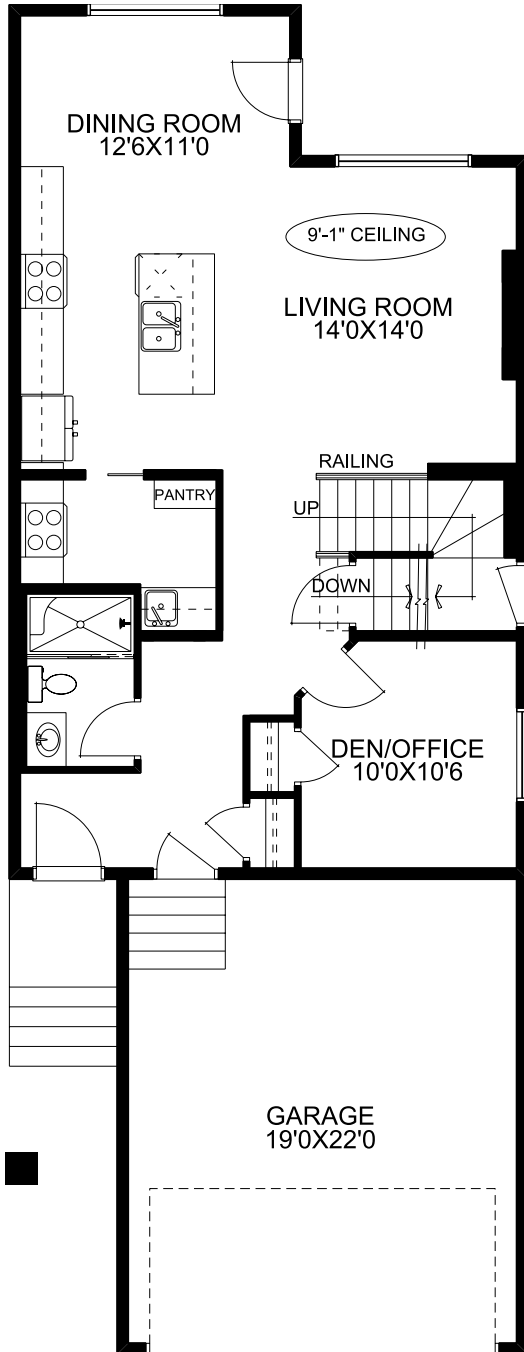 DINING ROOM
12'6X11'0
9'-1" CEILING
LIVING ROOM
14'0X14'0
RAILING
PANTRY
UP
DOWN
DEN/OFFICE
10'0X10'6
GARAGE
19'0X22'0